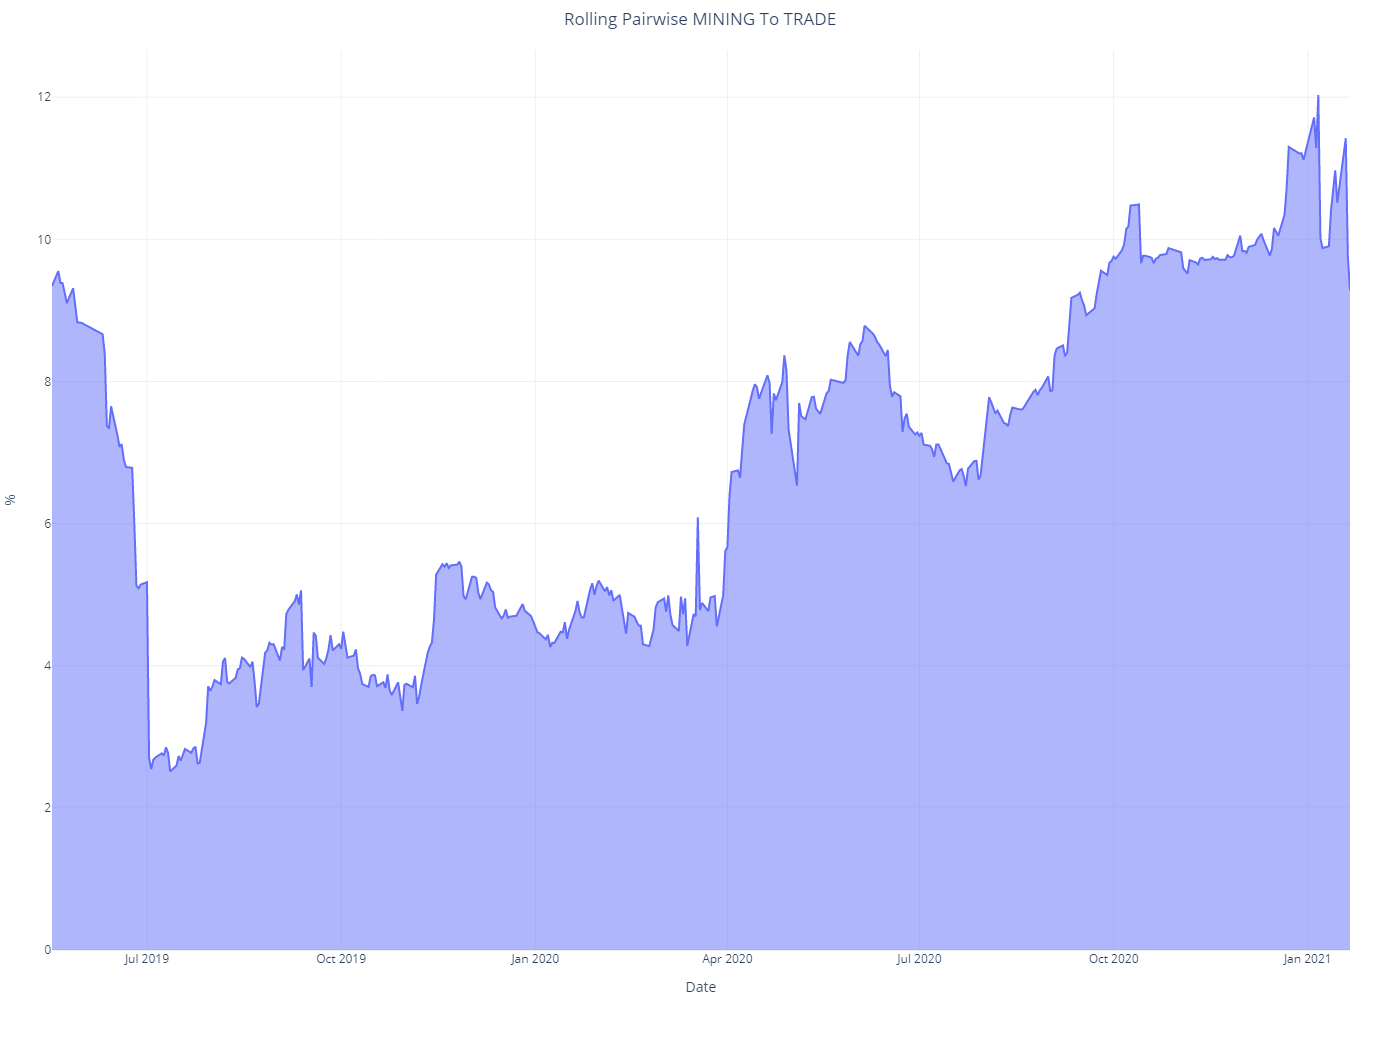 Rolling Pairwise MINING To TRADE
12
10
8
6
4
2
0
%
Jul 2019
Oct 2019
Jan 2020
Apr 2020
Jul 2020
Oct 2020
Jan 2021
Date